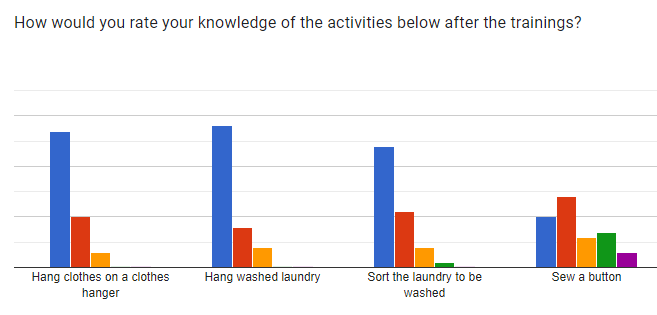 How would you rate your knowledge of the activities below after the trainings?
Hang clothes on a clothes
hanger
Hang washed laundry
Sort the laundry to be
washed
Sew a button